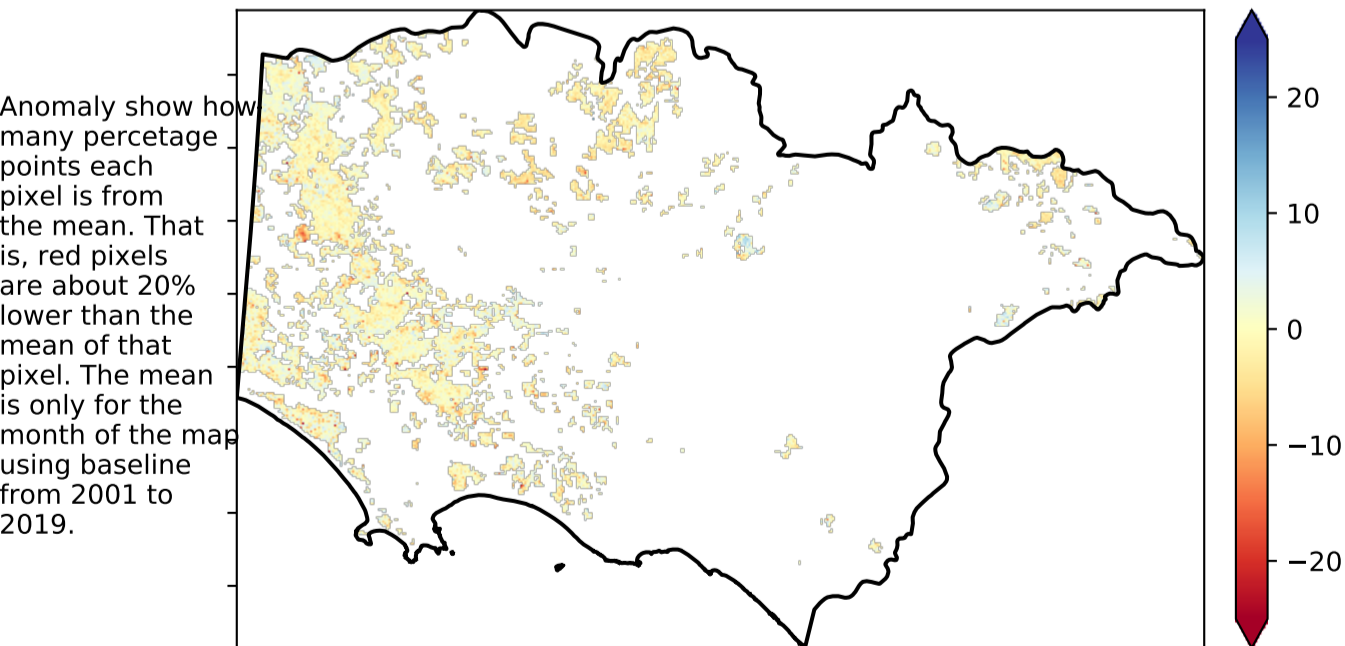 Anomaly show how
many percetage
points each
pixel is from
the mean. That
is, red pixels
are about 20%
lower than the
mean of that
pixel. The mean
is only for the
month of the map
using baseline
from 2001 to
2019.
20
10
0
−10
−20